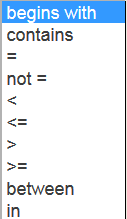 begins with
contains
=
not =
<
<=
>
>=
between
in